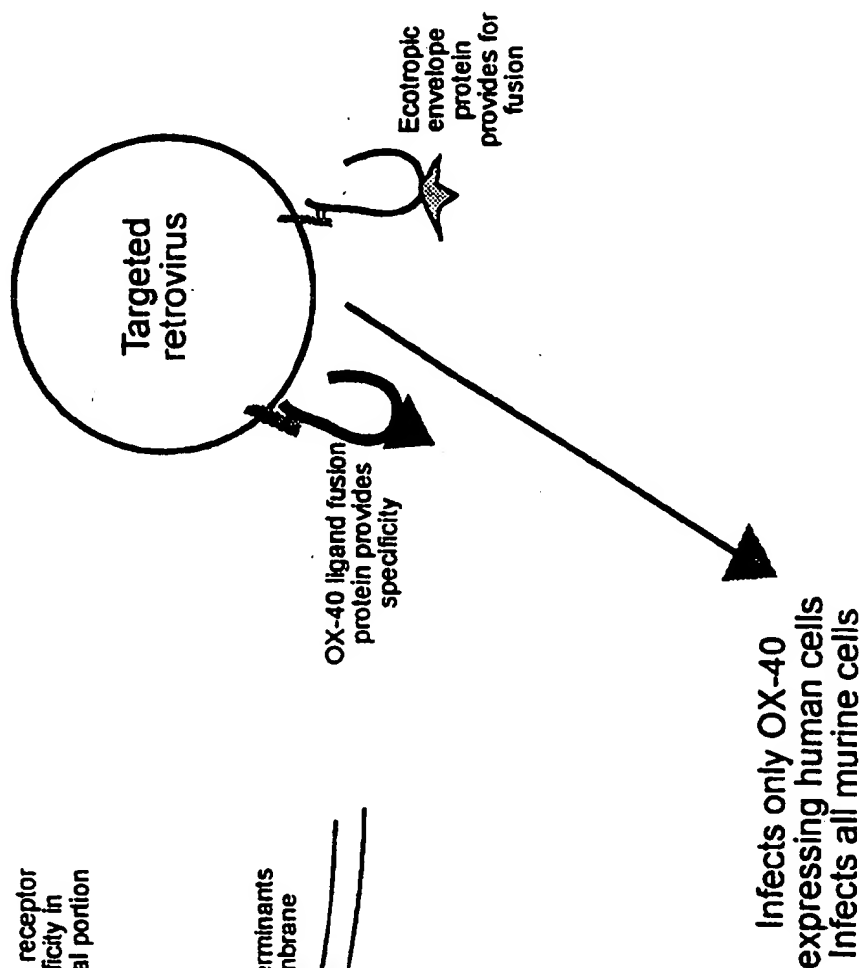 Targeted
retrovirus
Ecotropic
envelope
protein
provides for
fusion
OX-40 ligand fusion
protein provides
specificity
Infects only OX-40
expressing human cells
Infects all murine cells
receptor
ficity in
al portion
erminants
nbrane